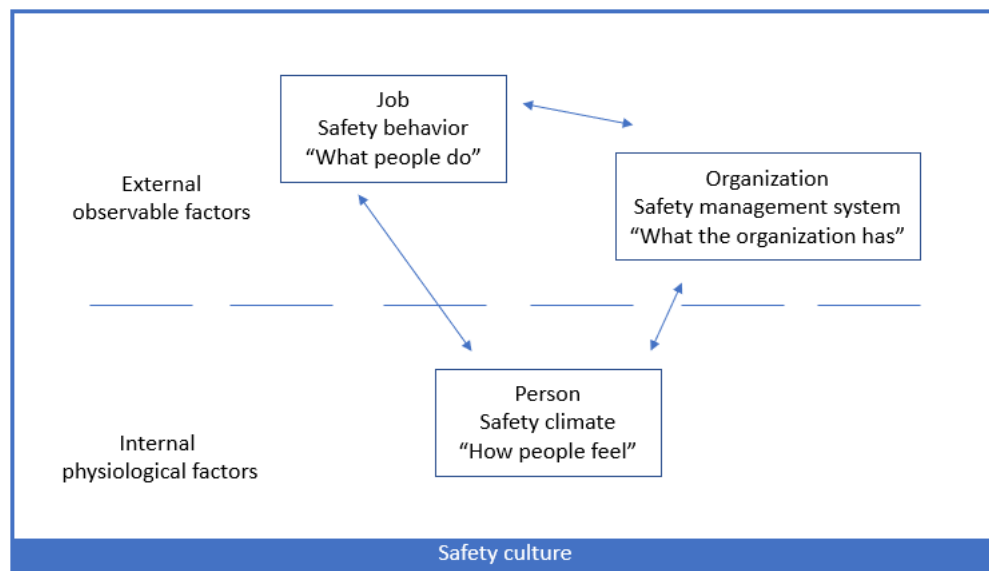 Job
Safety behavior
“What people do”
External
observable factors
Organization
Safety management system
“What the organization has”
Person
Safety climate
“How people feel”
Internal
physiological factors
Safety culture